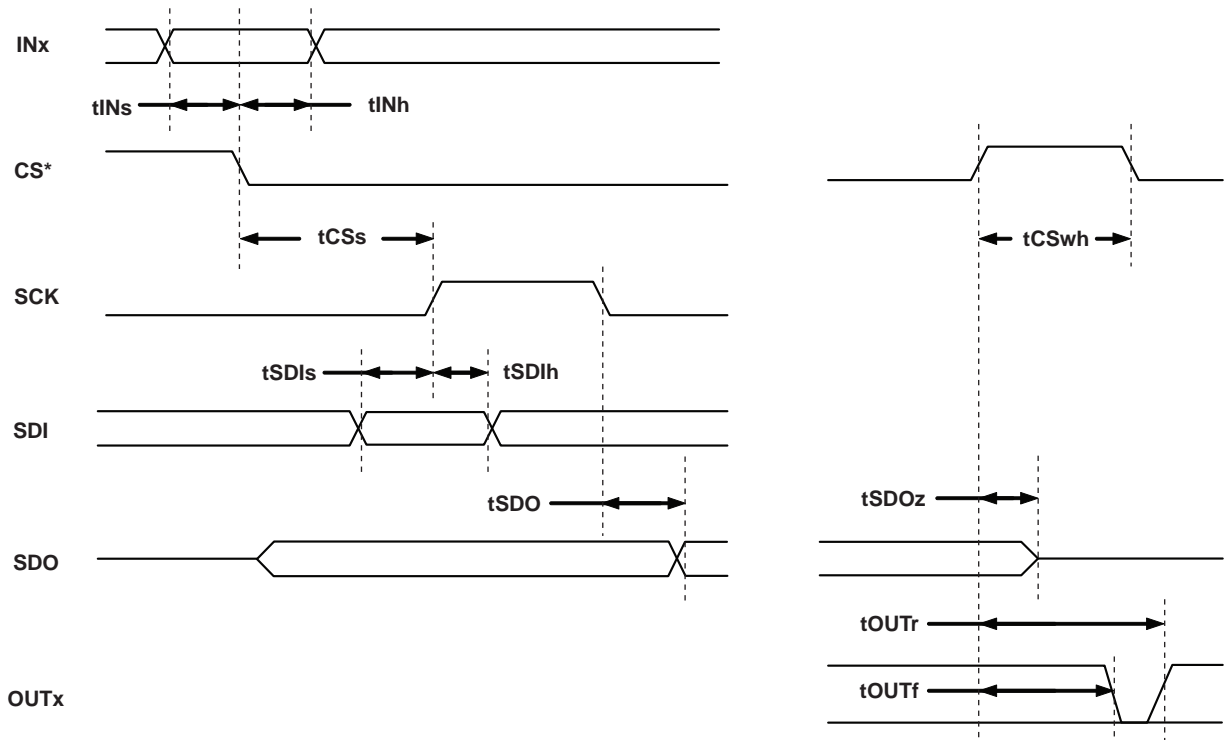 INx
tINs
tINh
CS*
tCSs
tCSwh
SCK
tSDIs
tSDIh
SDI
tSDO
tSDOz
SDO
tOUTr
tOUTf
OUTx